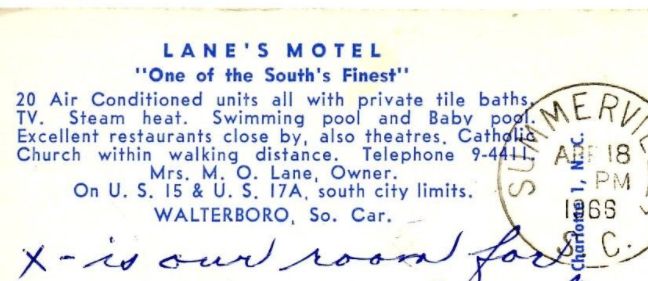 LANE'S MOTEL
"One of the South's Finest"
20 Air Conditioned units all with private tile baths.
TV. Steam heat. Swimming pool and Baby pool.
Excellent restaurants close by, also theatres. Catholic
Church within walking distance. Telephone 9-4411.
Mrs. M. O. Lane, Owner.
On U. S. 15 & U. S. 17A, south city limits.
WALTERBORO, So. Car.
SUMMERVIL
APR 18
PM
1966
S. C.
Charlotte 1, N. C.
x - is our room for